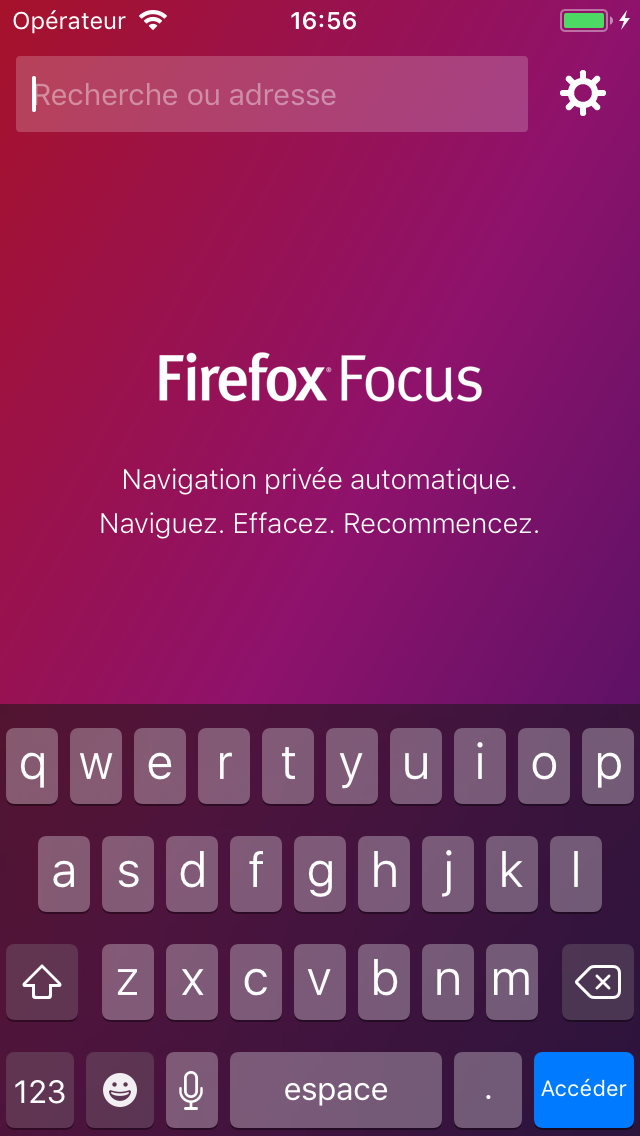 Opérateur 16:56
Recherche ou adresse
Firefox® Focus
Navigation privée automatique.
Naviguez. Effacez. Recommencez.
q w e r t y u i o p
a s d f g h j k l
z x c v b n m
123 espace . Accéder